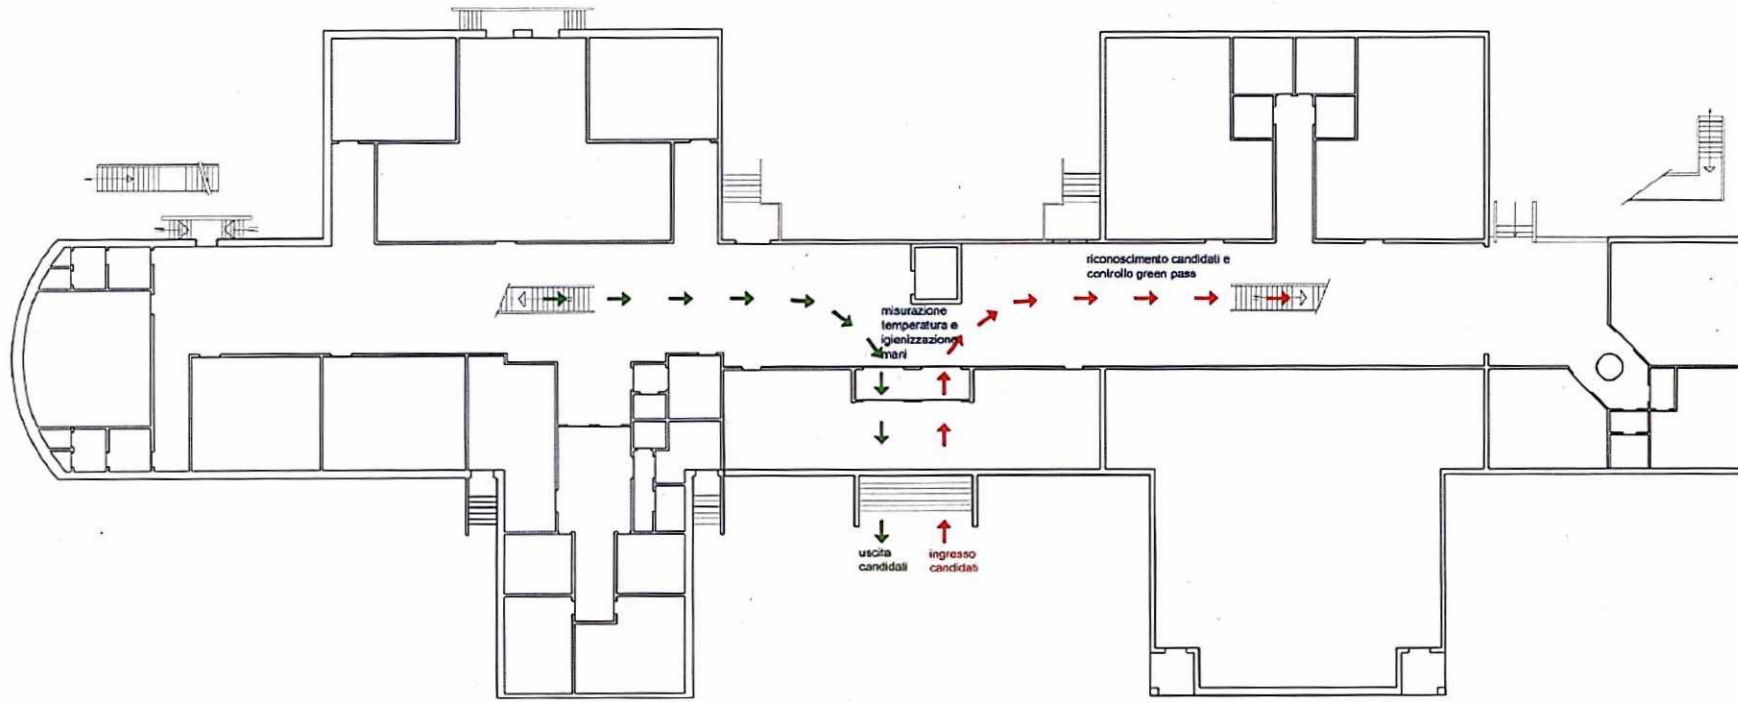 riconoscimento candidati e
controllo green pass
misurazione
temperatura e
igienizzazione
mani
uscita
candidati
ingresso
candidati